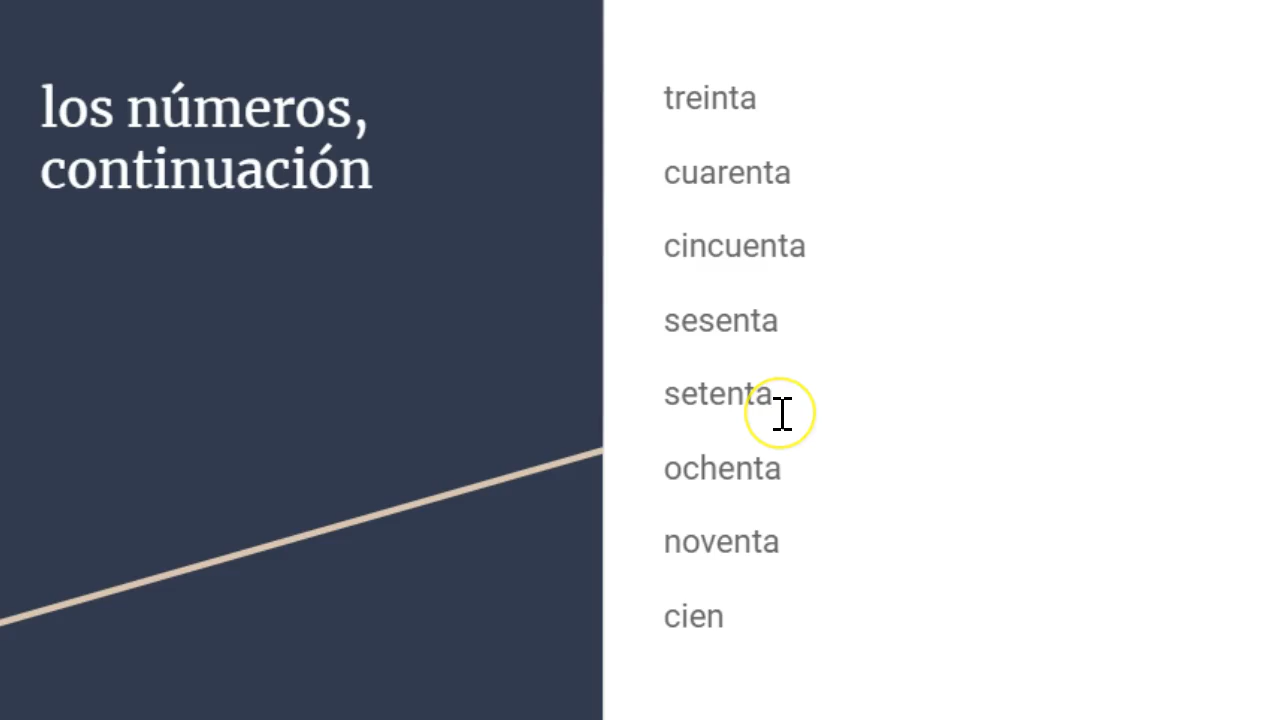 los números,
continuación
treinta
cuarenta
cincuenta
sesenta
setenta
ochenta
noventa
cien